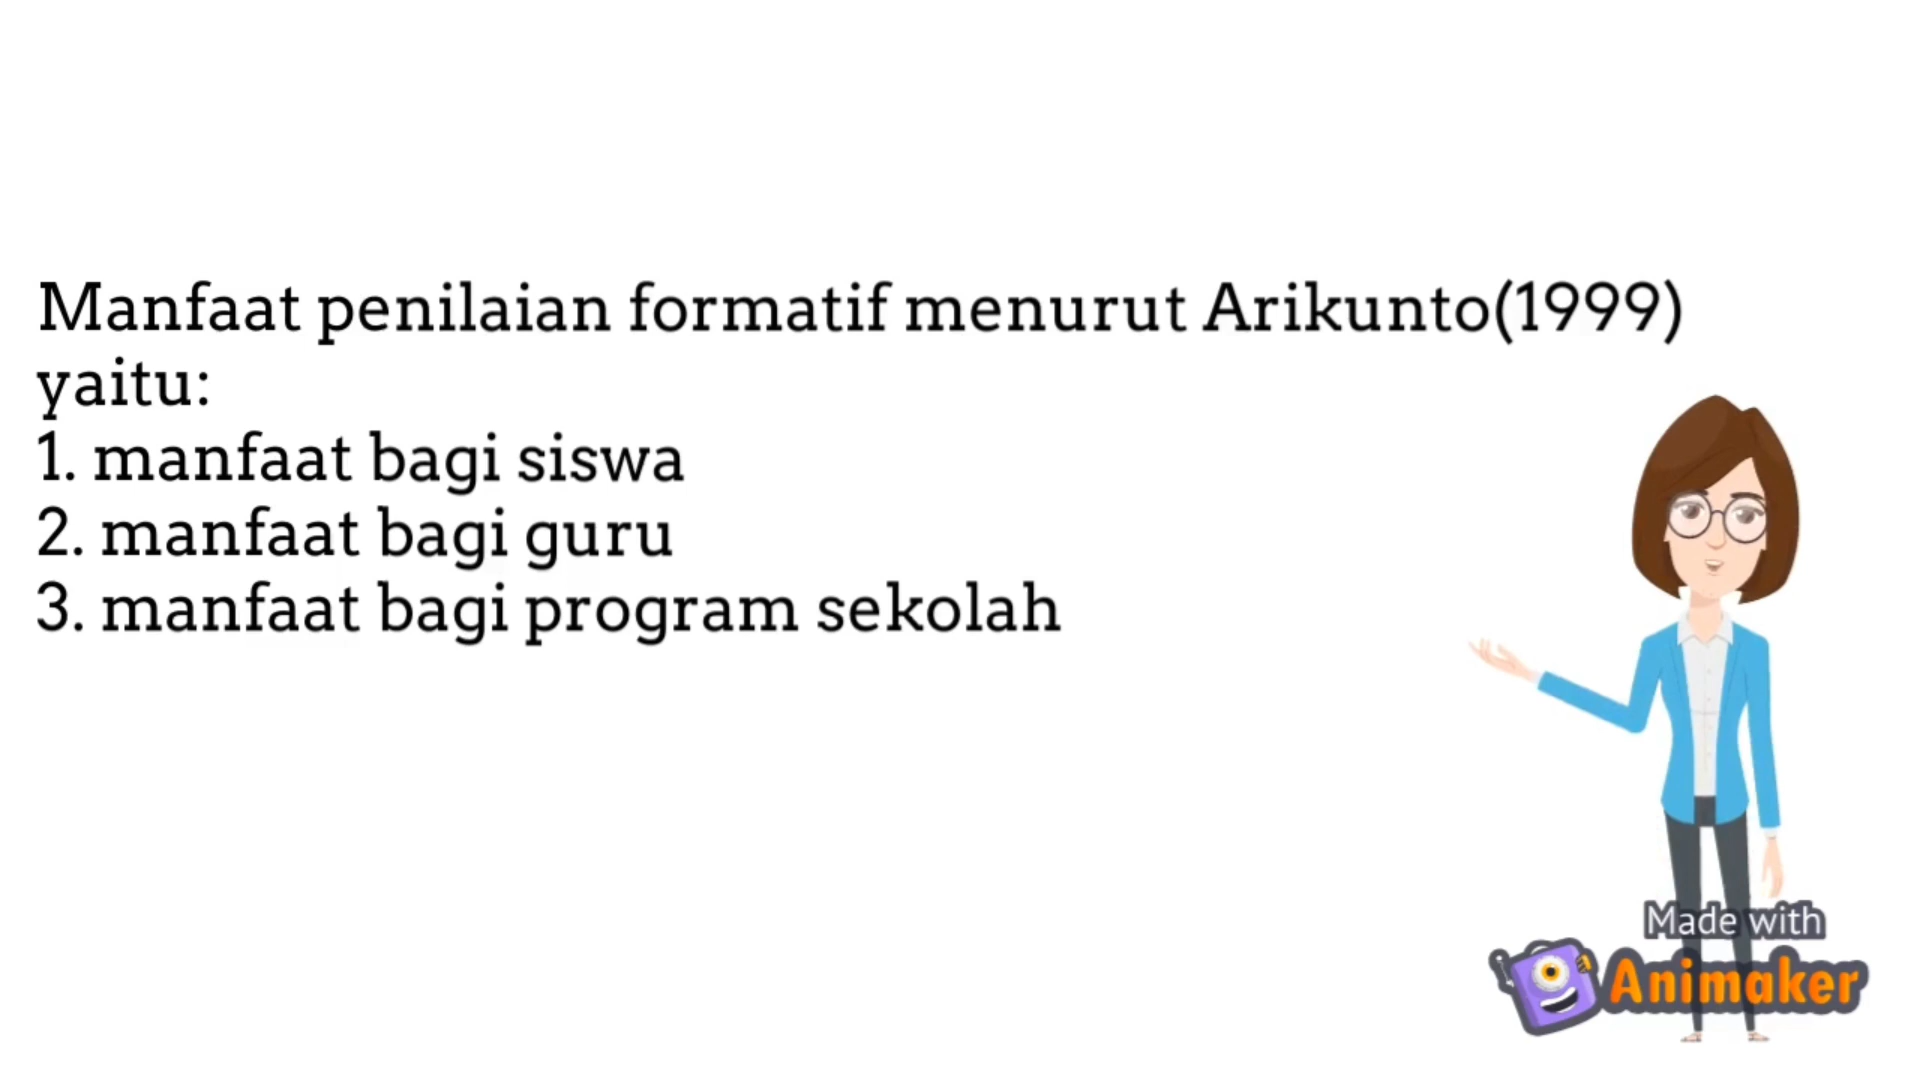 Manfaat penilaian formatif menurut Arikunto(1999)
yaitu:
1. manfaat bagi siswa
2. manfaat bagi guru
3. manfaat bagi program sekolah
Made with
Animaker